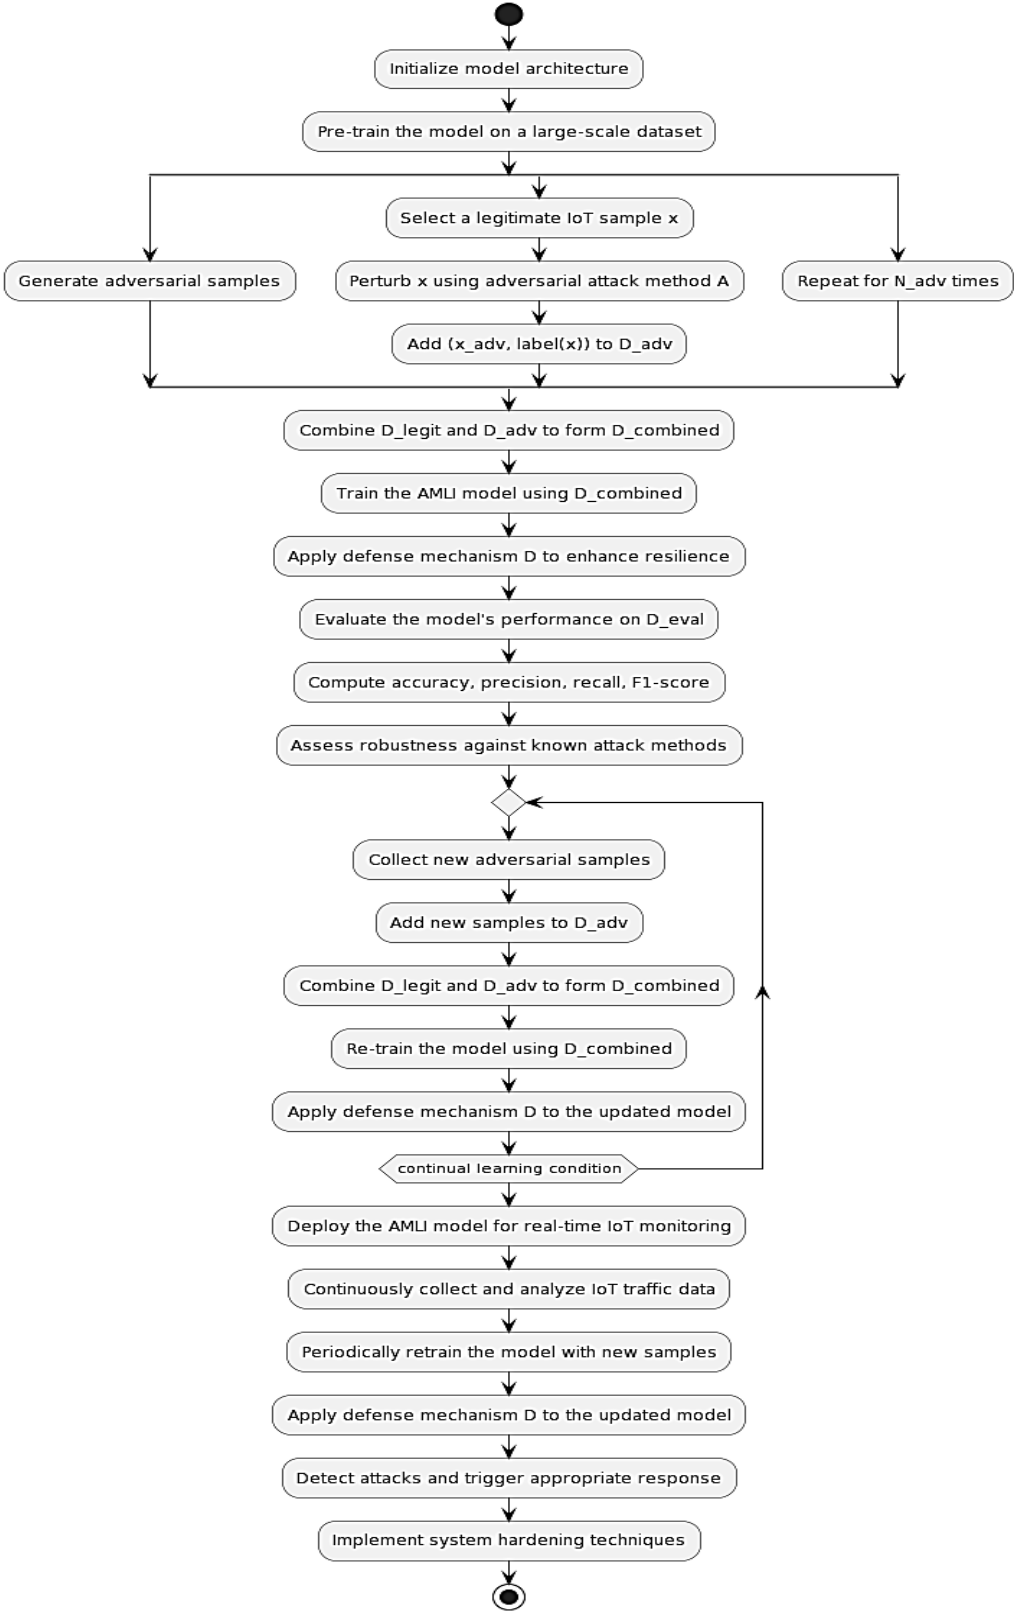 Initialize model architecture
Pre-train the model on a large-scale dataset
Select a legitimate IoT sample x
Generate adversarial samples
Perturb x using adversarial attack method A
Repeat for N_adv times
Add (x_adv, label(x)) to D_adv
Combine D_legit and D_adv to form D_combined
Train the AMLI model using D_combined
Apply defense mechanism D to enhance resilience
Evaluate the model's performance on D_eval
Compute accuracy, precision, recall, F1-score
Assess robustness against known attack methods
Collect new adversarial samples
Add new samples to D_adv
Combine D_legit and D_adv to form D_combined
Re-train the model using D_combined
Apply defense mechanism D to the updated model
continual learning condition
Deploy the AMLI model for real-time IoT monitoring
Continuously collect and analyze IoT traffic data
Periodically retrain the model with new samples
Apply defense mechanism D to the updated model
Detect attacks and trigger appropriate response
Implement system hardening techniques